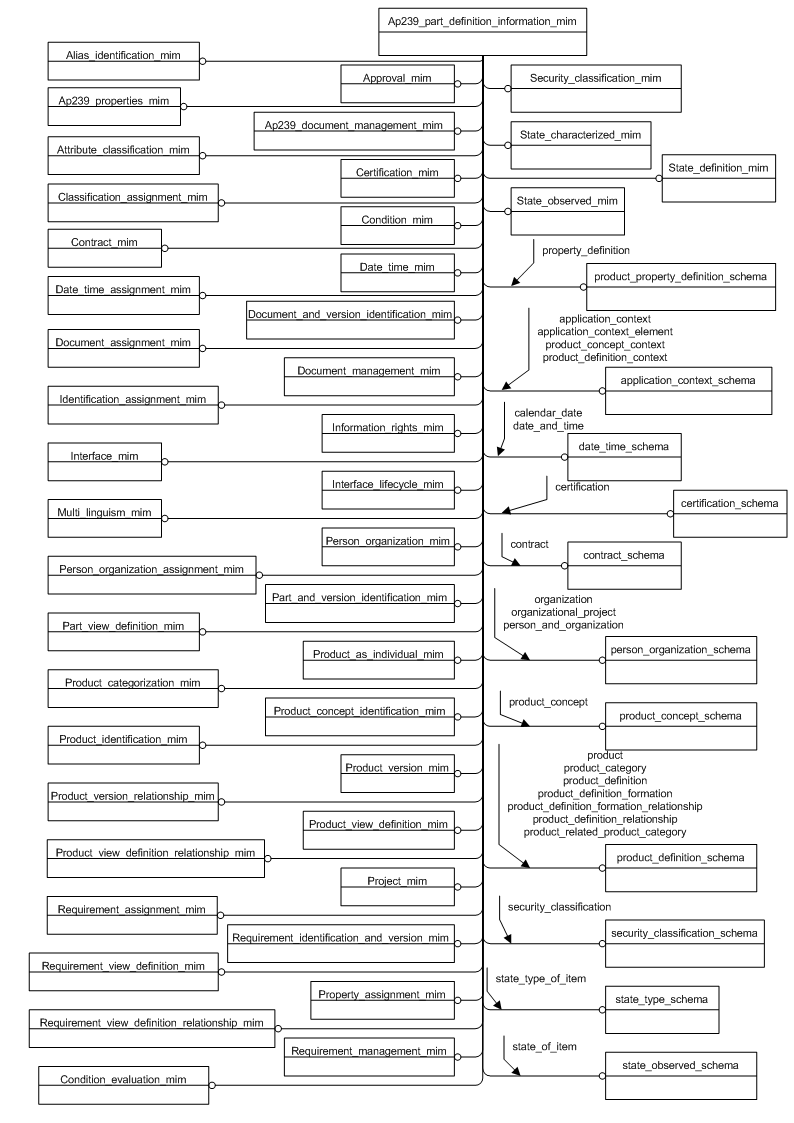 Ap239_part_definition_information_mim
Alias_identification_mim
Approval_mim
Security_classification_mim
Ap239_properties_mim
Ap239_document_management_mim
State_characterized_mim
Attribute_classification_mim
Certification_mim
State_definition_mim
Classification_assignment_mim
State_observed_mim
Condition_mim
Contract_mim
property_definition
Date_time_mim
product_property_definition_schema
Date_time_assignment_mim
Document_and_version_identification_mim
application_context
application_context_element
product_concept_context
product_definition_context
Document_assignment_mim
Document_management_mim
application_context_schema
Identification_assignment_mim
calendar_date
date_and_time
Information_rights_mim
date_time_schema
Interface_mim
Interface_lifecycle_mim
certification
certification_schema
Multi_linguism_mim
Person_organization_mim
contract
contract_schema
Person_organization_assignment_mim
Part_and_version_identification_mim
organization
organizational_project
person_and_organization
Part_view_definition_mim
Product_as_individual_mim
person_organization_schema
Product_categorization_mim
Product_concept_identification_mim
product_concept
product_concept_schema
Product_identification_mim
product
product_category
product_definition
product_definition_formation
product_definition_formation_relationship
product_definition_relationship
product_related_product_category
Product_version_mim
Product_version_relationship_mim
Product_view_definition_mim
Product_view_definition_relationship_mim
product_definition_schema
Project_mim
Requirement_assignment_mim
security_classification
Requirement_identification_and_version_mim
security_classification_schema
Requirement_view_definition_mim
state_type_of_item
Property_assignment_mim
state_type_schema
Requirement_view_definition_relationship_mim
state_of_item
Requirement_management_mim
state_observed_schema
Condition_evaluation_mim